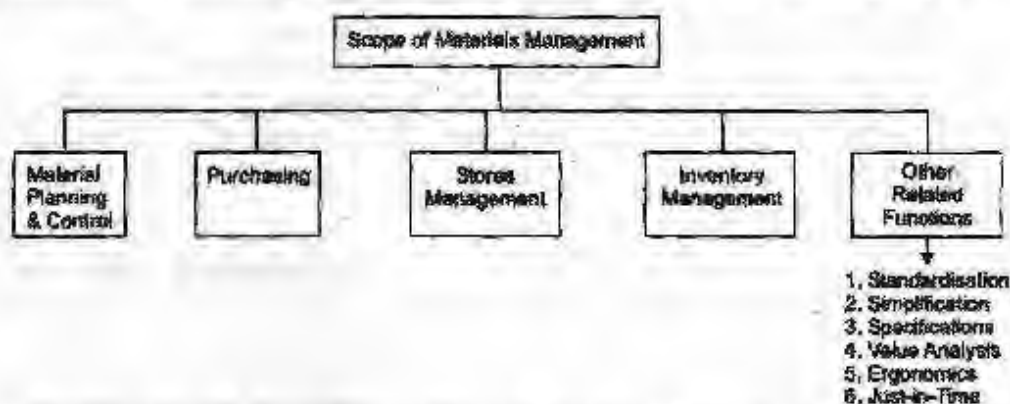 Scope of Materials Management
Material
Planning
& Control
Purchasing
Stores
Management
Inventory
Management
Other
Related
Functions
1. Standardisation
2. Simplification
3. Specifications
4. Value Analysis
5. Ergonomics
6. Just-in-Time